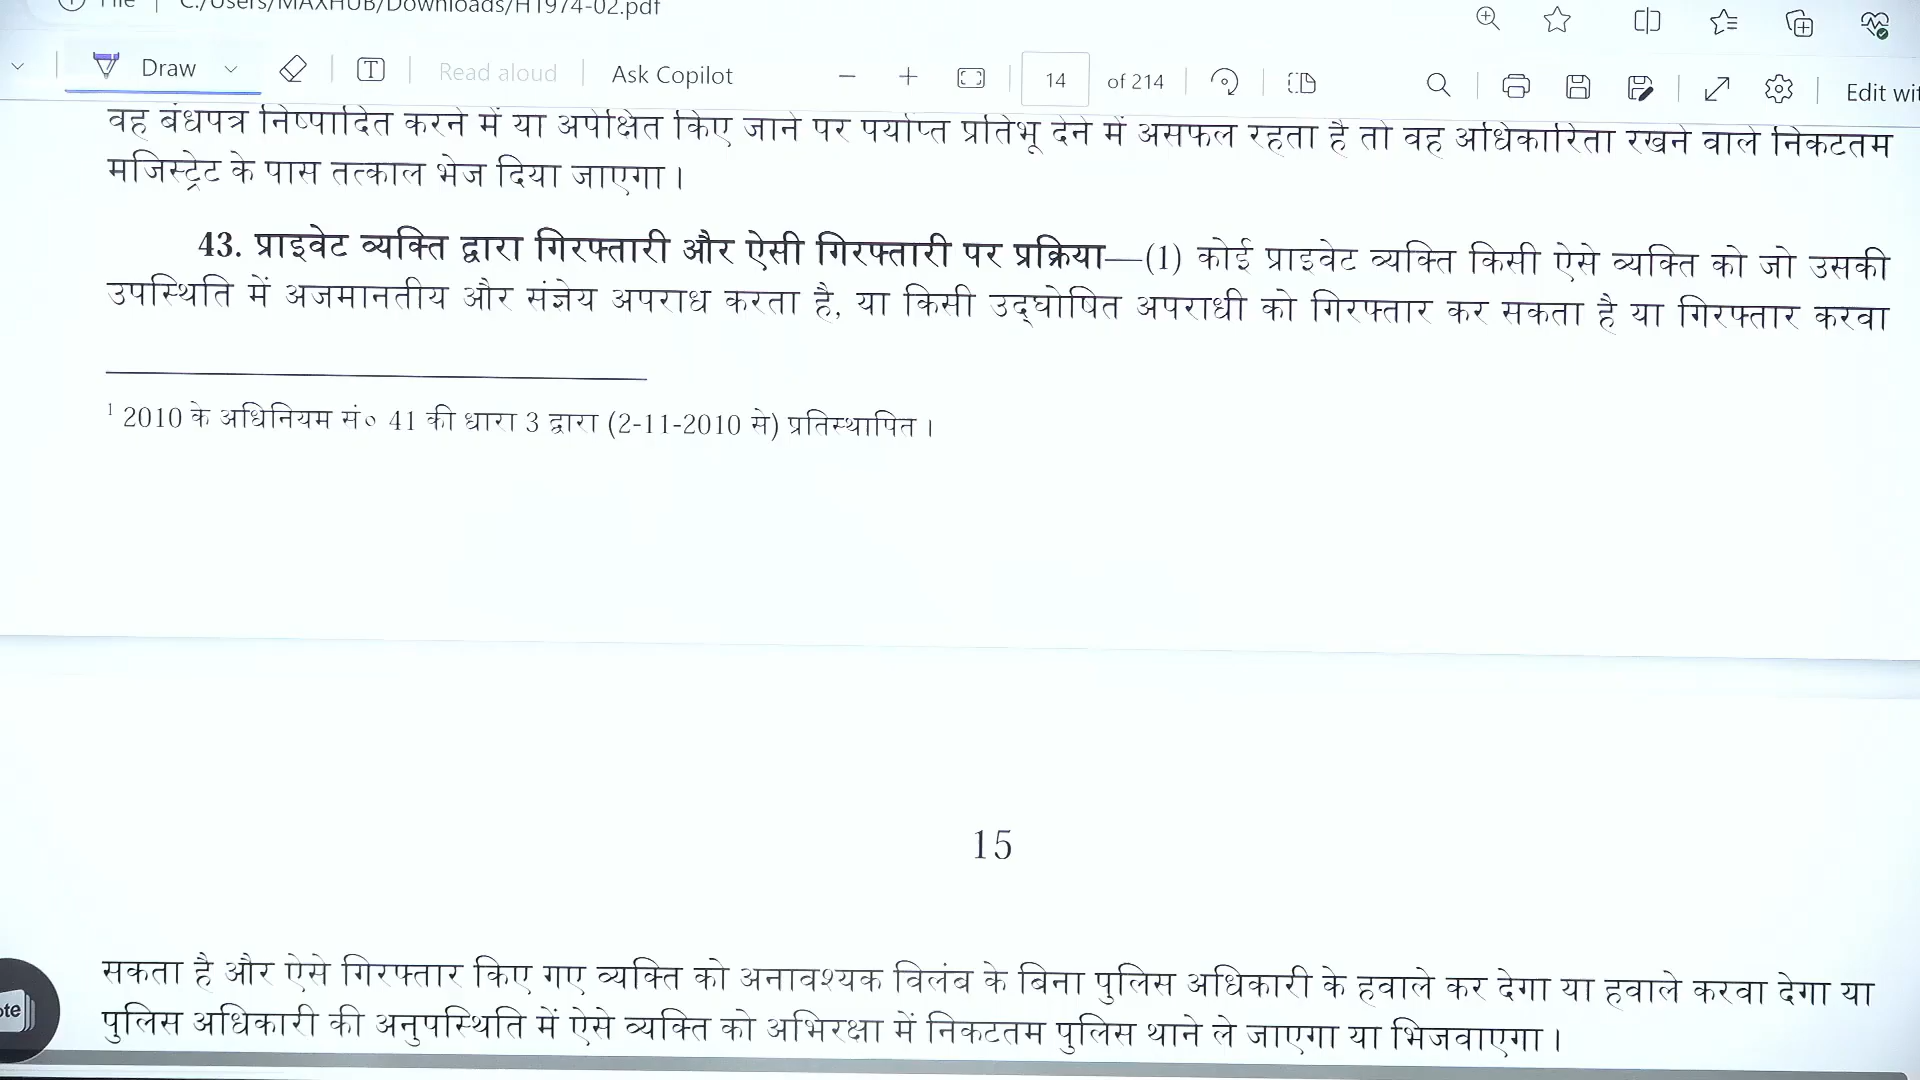 File | C:/Users/MAXHUB/Downloads/H1974-02.pdf
Draw Read aloud Ask Copilot 14 of 214
वह बंधपत्र निष्पादित करने में या अपेक्षित किए जाने पर पर्याप्त प्रतिभू देने में असफल रहता है तो वह अधिकारिता रखने वाले निकटतम
मजिस्ट्रेट के पास तत्काल भेज दिया जाएगा ।
43. प्राइवेट व्यक्ति द्वारा गिरफ्तारी और ऐसी गिरफ्तारी पर प्रक्रिया—(1) कोई प्राइवेट व्यक्ति किसी ऐसे व्यक्ति को जो उसकी
उपस्थिति में अजमानतीय और संज्ञेय अपराध करता है, या किसी उद्‌घोषित अपराधी को गिरफ्तार कर सकता है या गिरफ्तार करवा
1 2010 के अधिनियम सं० 41 की धारा 3 द्वारा (2-11-2010 से) प्रतिस्थापित ।
15
सकता है और ऐसे गिरफ्तार किए गए व्यक्ति को अनावश्यक विलंब के बिना पुलिस अधिकारी के हवाले कर देगा या हवाले करवा देगा या
पुलिस अधिकारी की अनुपस्थिति में ऐसे व्यक्ति को अभिरक्षा में निकटतम पुलिस थाने ले जाएगा या भिजवाएगा ।